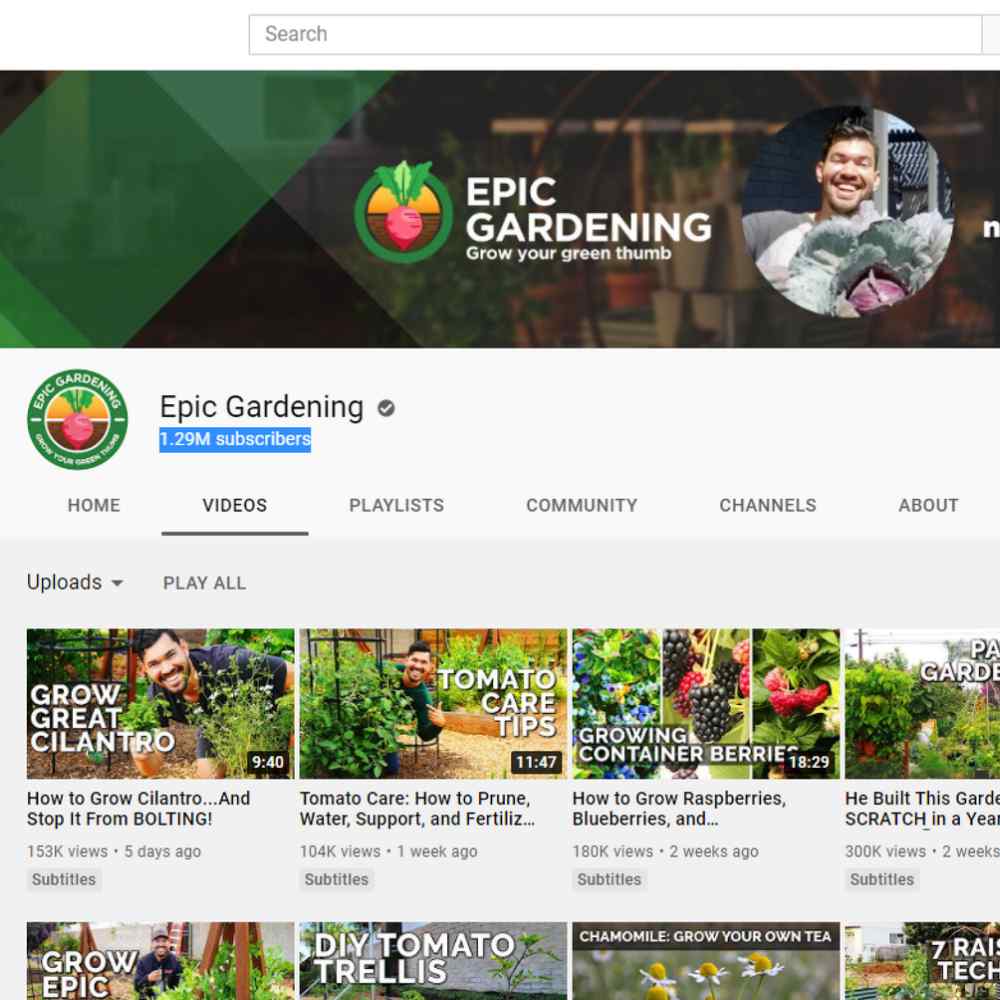 Search
EPIC
GARDENING
Grow your green thumb
EPIC GARDENING
GROW YOUR GREEN THUMB
Epic Gardening
1.29M subscribers
HOME
VIDEOS
PLAYLISTS
COMMUNITY
CHANNELS
ABOUT
Uploads
PLAY ALL
GROW
GREAT
CILANTRO
9:40
TOMATO
CARE
TIPS
11:47
GROWING
CONTAINER BERRIES
18:29
PA
GARDE
How to Grow Cilantro...And
Stop It From BOLTING!
153K views • 5 days ago
Subtitles
Tomato Care: How to Prune,
Water, Support, and Fertiliz...
104K views • 1 week ago
Subtitles
How to Grow Raspberries,
Blueberries, and...
180K views • 2 weeks ago
Subtitles
He Built This Garde
SCRATCH in a Year
300K views • 2 weeks
Subtitles
GROW
EPIC
DIY TOMATO
TRELLIS
CHAMOMILE: GROW YOUR OWN TEA
7 RAIS
TECH